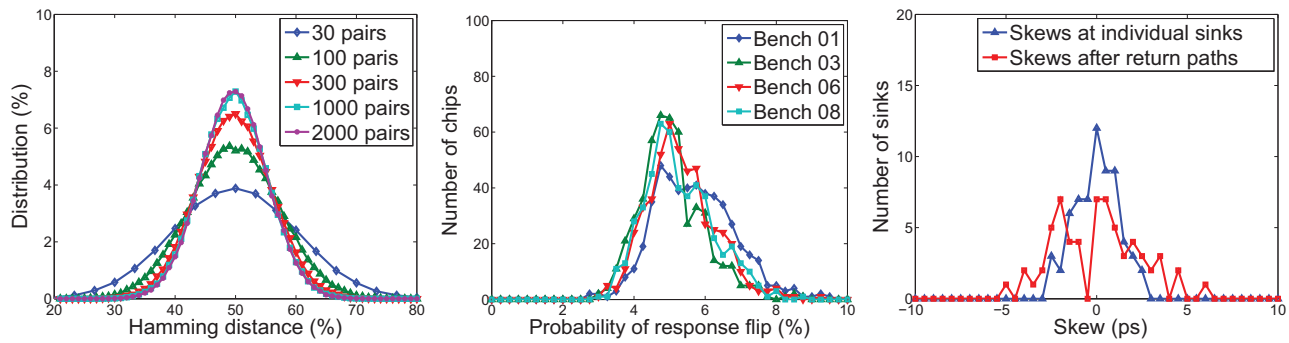 Distribution (%)
10
8
6
4
2
0
20
30
40
50
60
70
80
Hamming distance (%)
30 pairs
100 paris
300 pairs
1000 pairs
2000 pairs
Number of chips
100
80
60
40
20
0
0
2
4
6
8
10
Probability of response flip (%)
Bench 01
Bench 03
Bench 06
Bench 08
Number of sinks
20
15
10
5
0
−10
−5
0
5
10
Skew (ps)
Skews at individual sinks
Skews after return paths